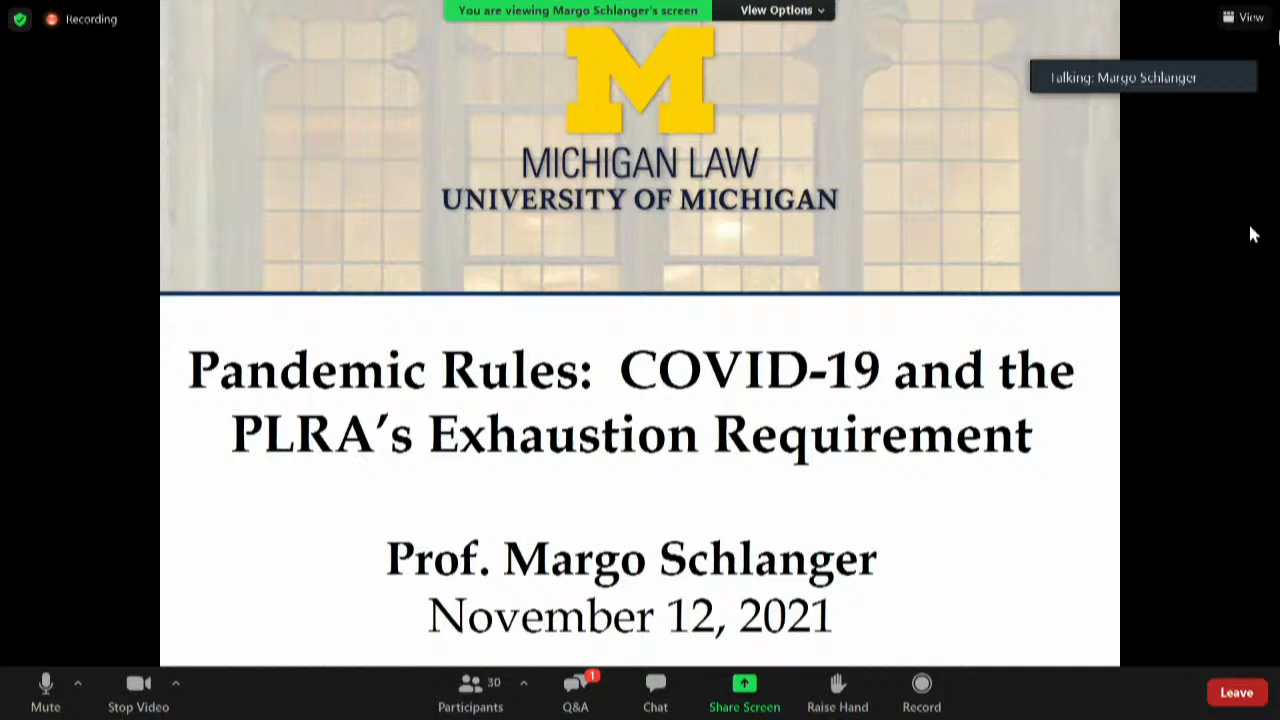 Recording
You are viewing Margo Schlanger's screen
View Options
View
Talking: Margo Schlanger
M
MICHIGAN LAW
UNIVERSITY OF MICHIGAN
Pandemic Rules: COVID-19 and the
PLRA's Exhaustion Requirement
Prof. Margo Schlanger
November 12, 2021
Mute
Stop Video
30
Participants
1
Q&A
Chat
Share Screen
Raise Hand
Record
Leave